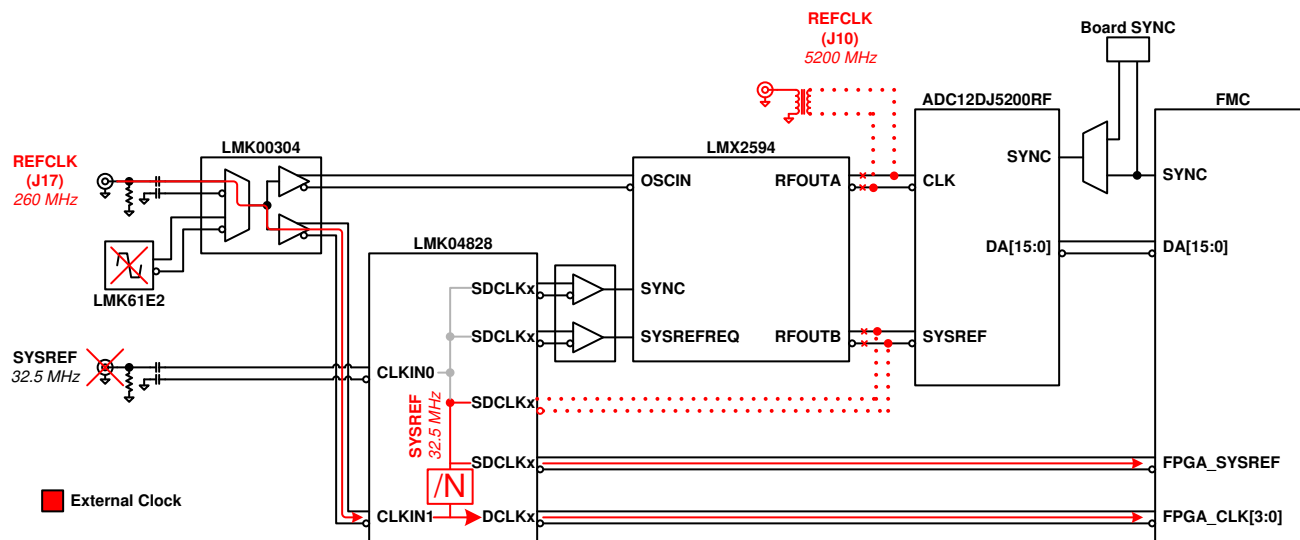 REFCLK
(J10)
5200 MHz
Board SYNC
ADC12DJ5200RF
FMC
LMK00304
LMX2594
REFCLK
(J17)
260 MHz
OSCIN
RFOUTA
CLK
SYNC
SYNC
LMK61E2
LMK04828
DA[15:0]
DA[15:0]
SDCLKx
SYNC
SDCLKx
SYSREFREQ
RFOUTB
SYSREF
SYSREF
32.5 MHz
CLKIN0
SDCLKx
SYSREF
32.5 MHz
SDCLKx
FPGA_SYSREF
/N
External Clock
CLKIN1
DCLKx
FPGA_CLK[3:0]